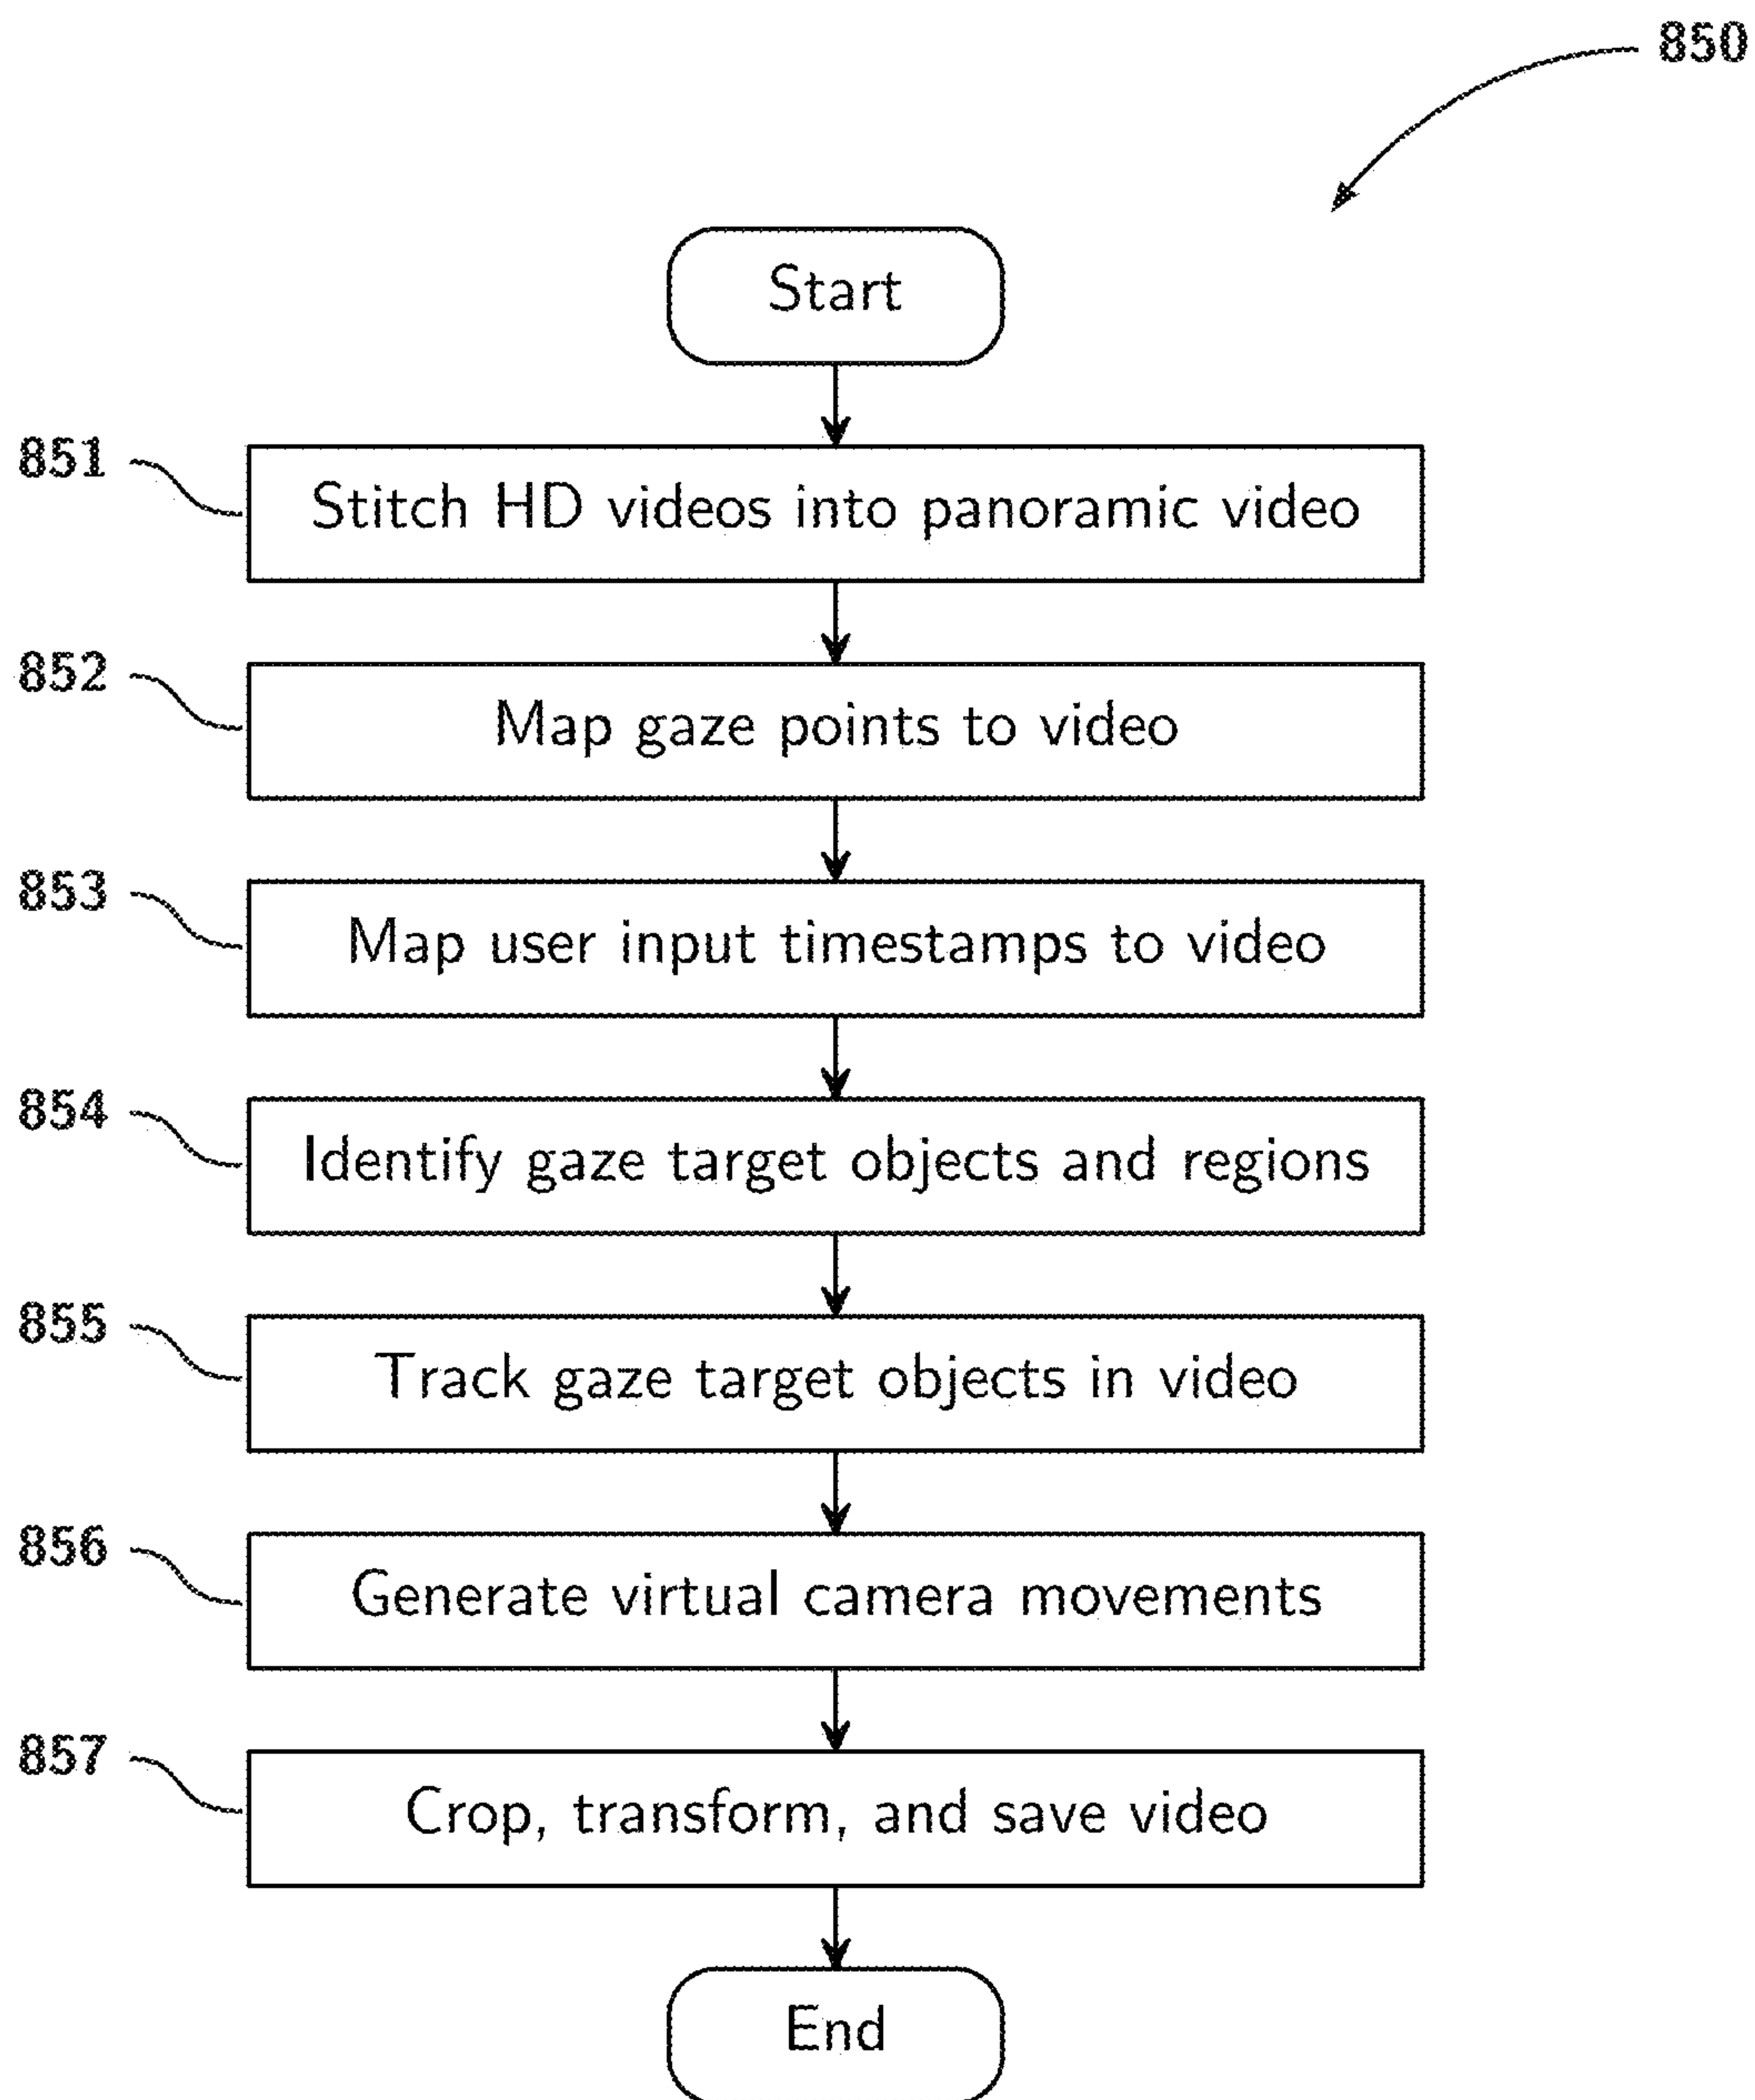 850
Start
851
Stitch HD videos into panoramic video
852
Map gaze points to video
853
Map user input timestamps to video
854
Identify gaze target objects and regions
855
Track gaze target objects in video
856
Generate virtual camera movements
857
Crop, transform, and save video
End